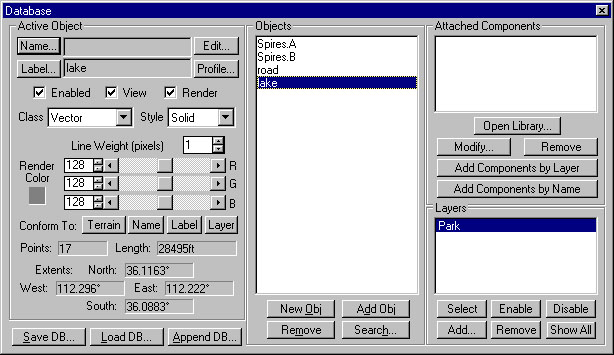 Database
Active Object
Name... Edit...
Label... lake Profile...
Enabled View Render
Class Vector Style Solid
Line Weight (pixels) 1
Render Color 128 R
128 G
128 B
Conform To: Terrain Name Label Layer
Points: 17 Length: 28495ft
Extents: North: 36.1163°
West: 112.296° East: 112.222°
South: 36.0883°
Save DB... Load DB... Append DB...
Objects
Spires.A
Spires.B
road
lake
New Obj Add Obj
Remove Search...
Attached Components
Open Library...
Modify... Remove
Add Components by Layer
Add Components by Name
Layers
Park
Select Enable Disable
Add... Remove Show All